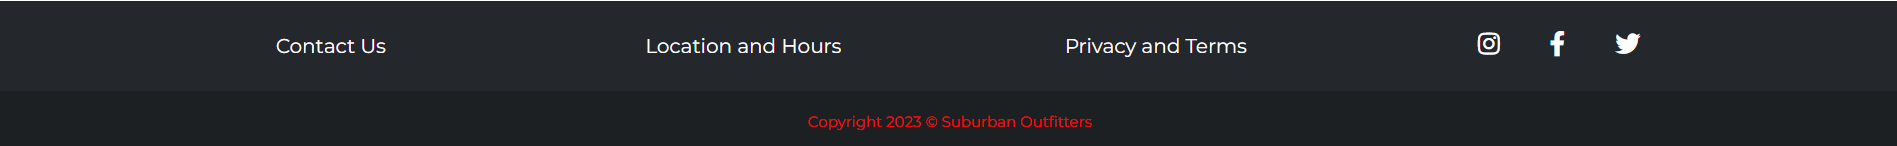 Contact Us
Location and Hours
Privacy and Terms
Copyright 2023 © Suburban Outfitters